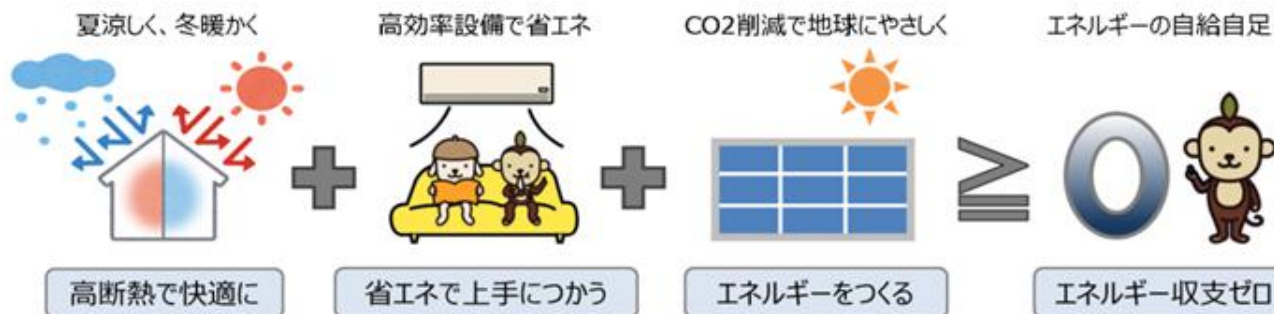 夏涼しく、冬暖かく
高効率設備で省エネ
CO2削減で地球にやさしく
エネルギーの自給自足
+
+
≧
0
高断熱で快適に
省エネで上手につかう
エネルギーをつくる
エネルギー収支ゼロ